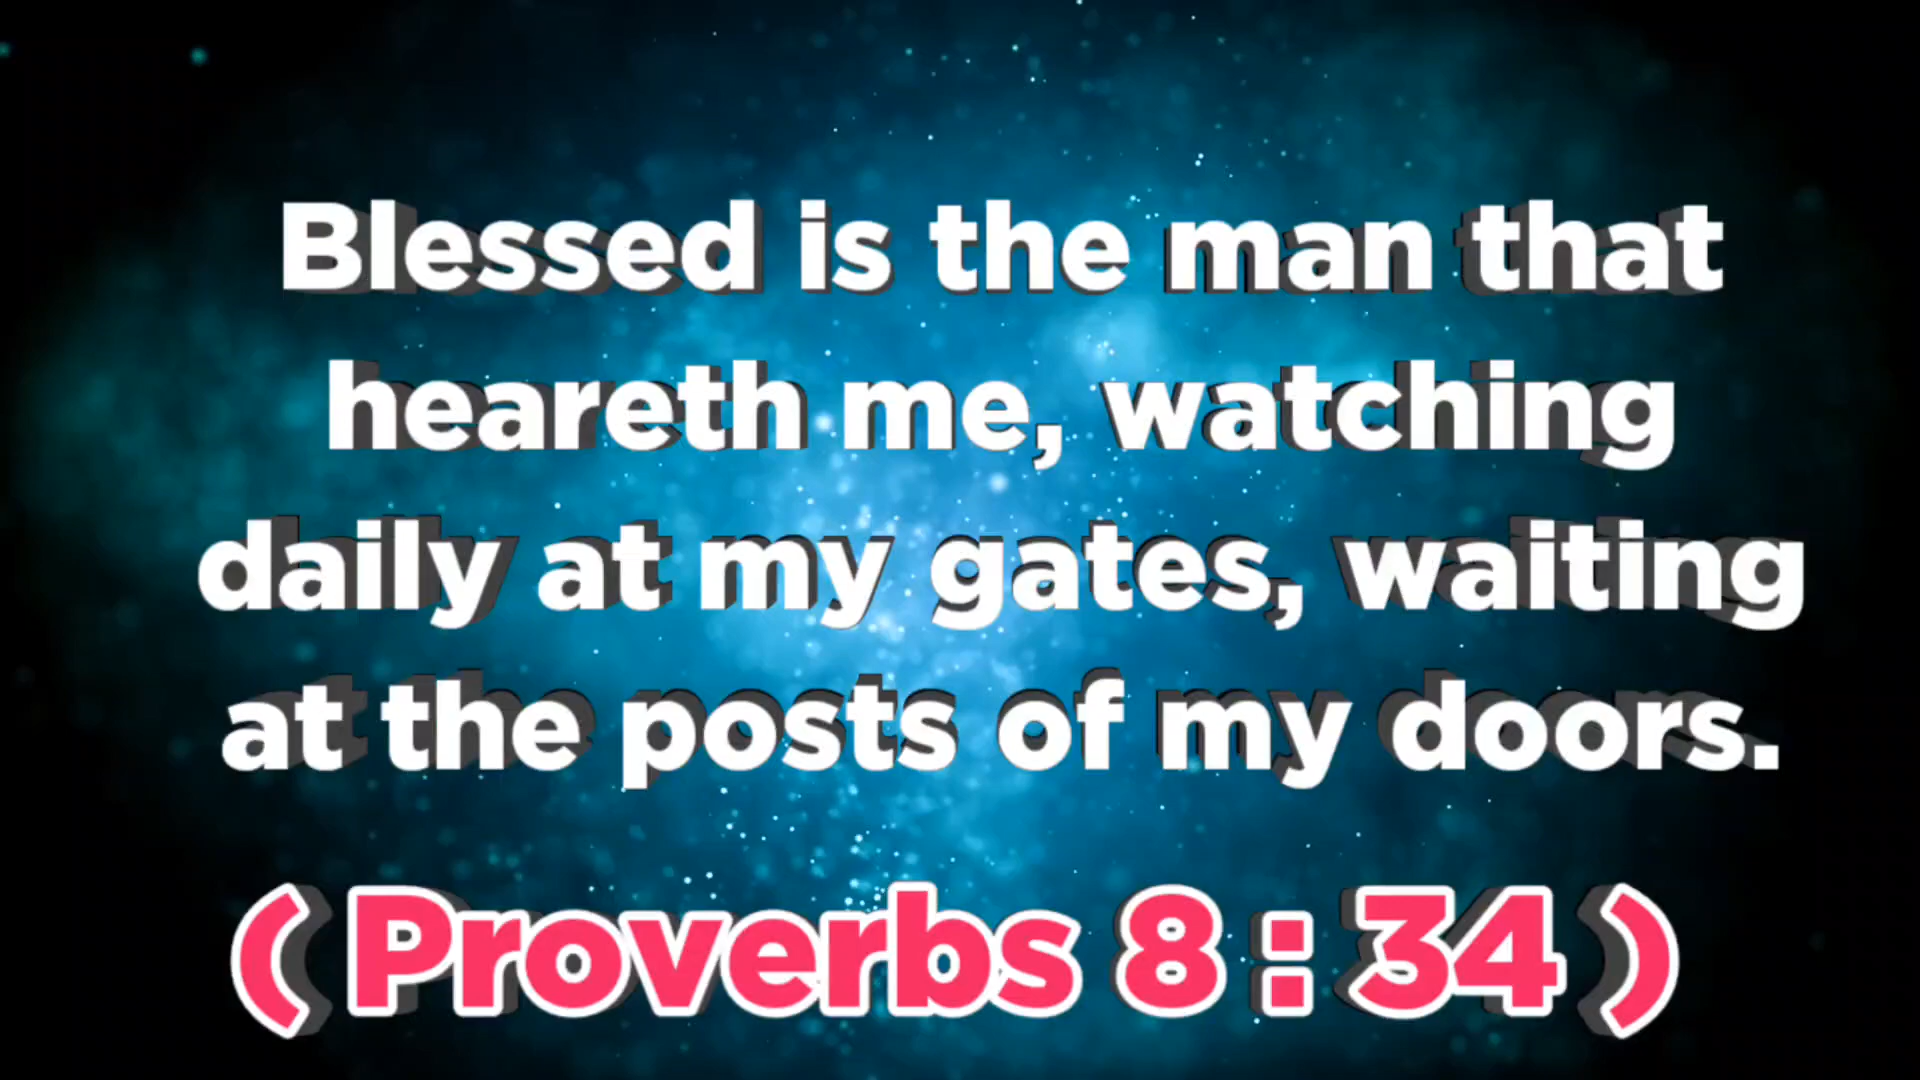 Blessed is the man that
heareth me, watching
daily at my gates, waiting
at the posts of my doors.
( Proverbs 8 : 34 )